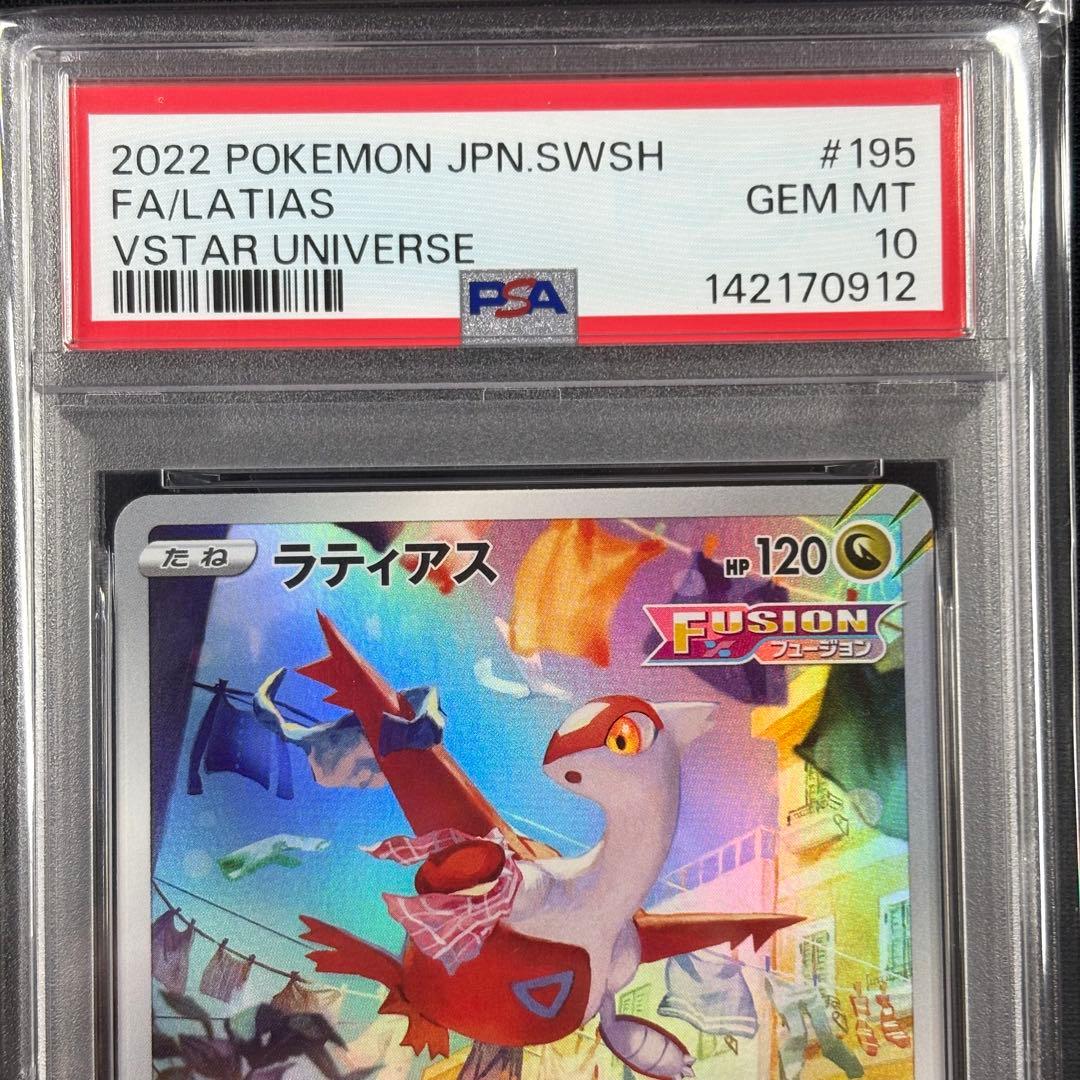 2022 POKEMON JPN.SWSH #195
FA/LATIAS GEM MT
VSTAR UNIVERSE 10
PSA 142170912
たね ラティアス HP 120
FUSION
フュージョン